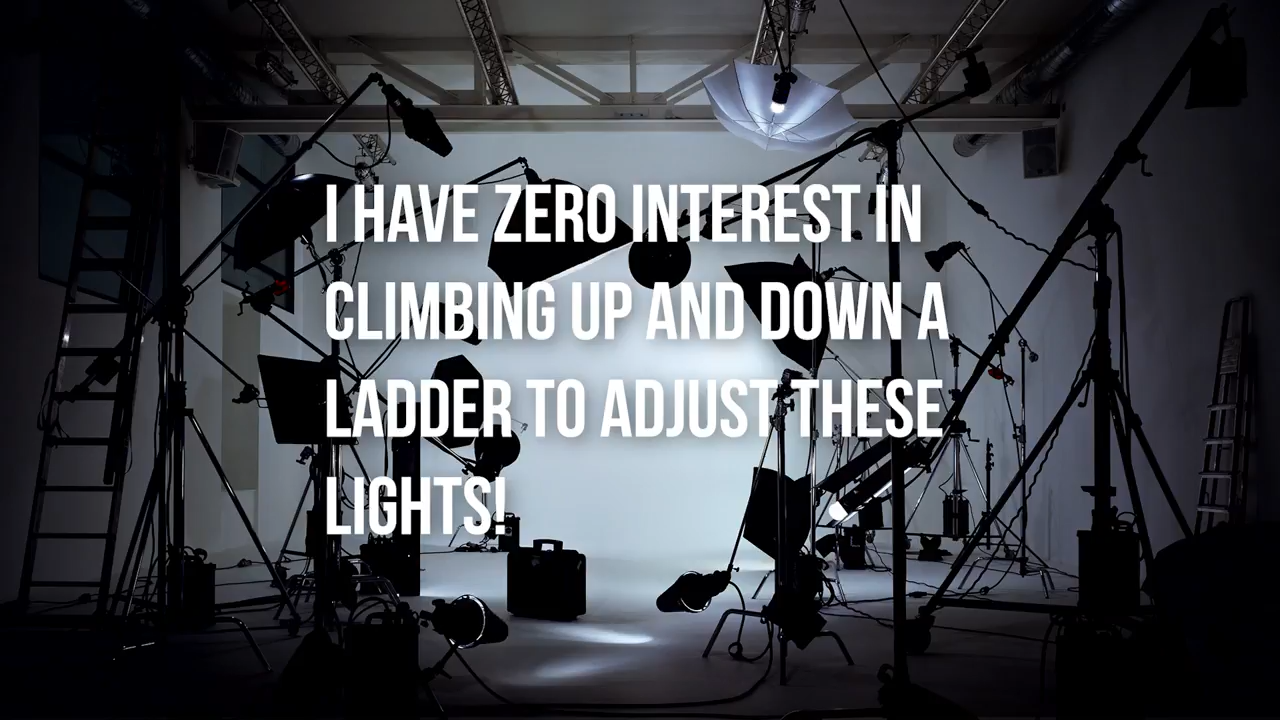 I HAVE ZERO INTEREST IN
CLIMBING UP AND DOWN A
LADDER TO ADJUST THESE
LIGHTS!